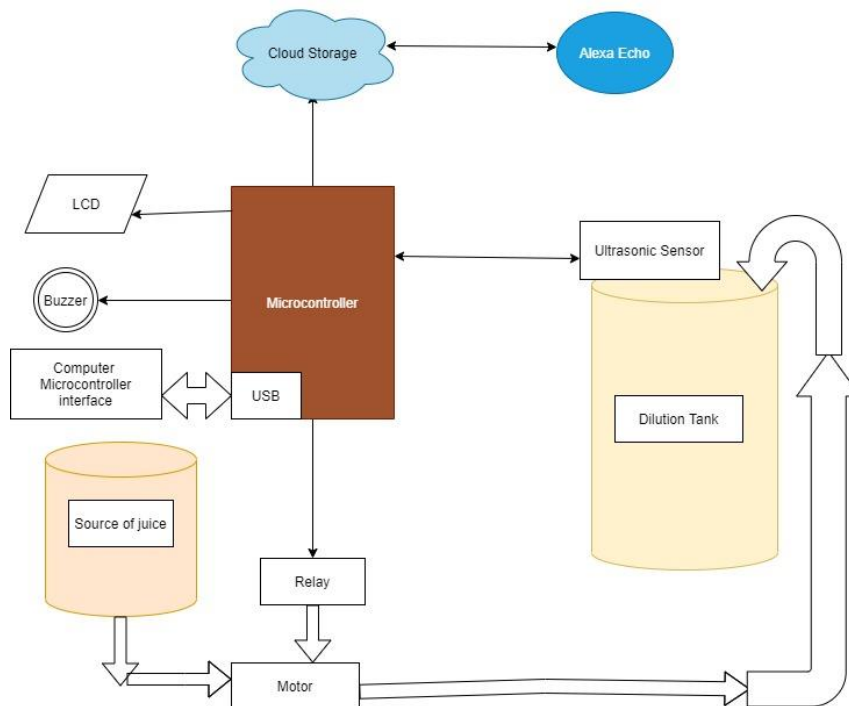 Cloud Storage
Alexa Echo
LCD
Ultrasonic Sensor
Buzzer
Microcontroller
Computer
Microcontroller
interface
USB
Dilution Tank
Source of juice
Relay
Motor